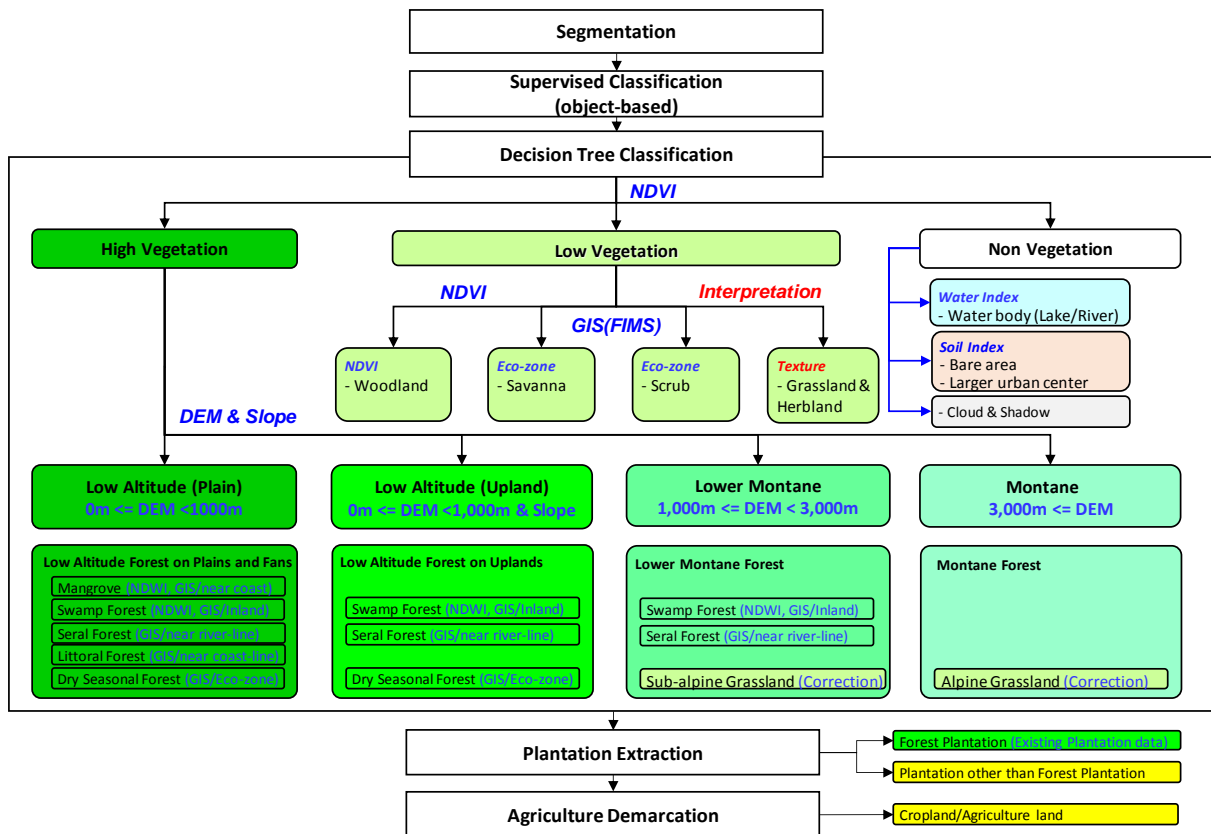 Segmentation
Supervised Classification
(object-based)
Decision Tree Classification
NDVI
High Vegetation
Low Vegetation
Non Vegetation
NDVI
Interpretation
GIS(FIMS)
Water Index
- Water body (Lake/River)
Soil Index
- Bare area
- Larger urban center
- Cloud & Shadow
NDVI
- Woodland
Eco-zone
- Savanna
Eco-zone
- Scrub
Texture
- Grassland &
Herbland
DEM & Slope
Low Altitude (Plain)
0m <= DEM <1000m
Low Altitude (Upland)
0m <= DEM <1,000m & Slope
Lower Montane
1,000m <= DEM < 3,000m
Montane
3,000m <= DEM
Low Altitude Forest on Plains and Fans
Mangrove (NDWI, GIS/near coast)
Swamp Forest (NDWI, GIS/Inland)
Seral Forest (GIS/near river-line)
Littoral Forest (GIS/near coast-line)
Dry Seasonal Forest (GIS/Eco-zone)
Low Altitude Forest on Uplands
Swamp Forest (NDWI, GIS/Inland)
Seral Forest (GIS/near river-line)
Dry Seasonal Forest (GIS/Eco-zone)
Lower Montane Forest
Swamp Forest (NDWI, GIS/Inland)
Seral Forest (GIS/near river-line)
Sub-alpine Grassland (Correction)
Montane Forest
Alpine Grassland (Correction)
Plantation Extraction
Forest Plantation (Existing Plantation data)
Plantation other than Forest Plantation
Agriculture Demarcation
Cropland/Agriculture land